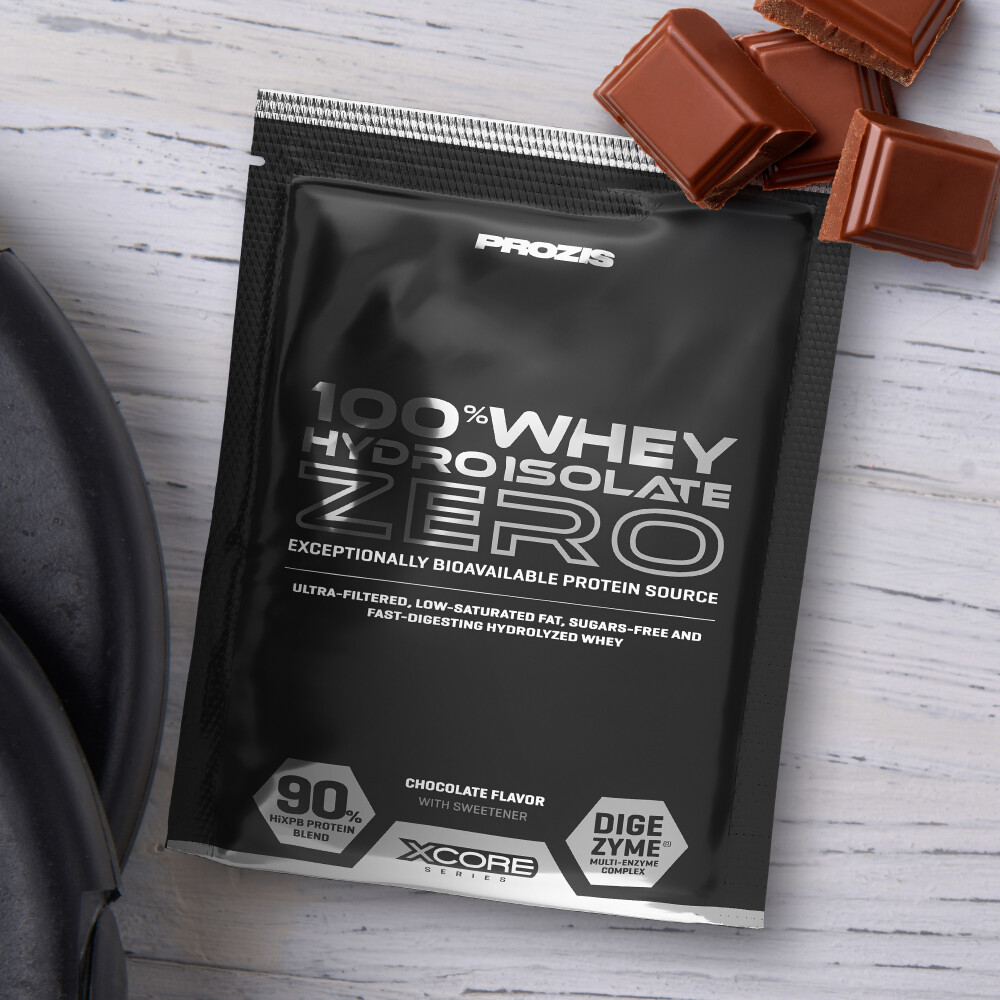 PROZIS
100% WHEY
HYDRO ISOLATE
ZERO
EXCEPTIONALLY BIOAVAILABLE PROTEIN SOURCE
ULTRA-FILTERED, LOW-SATURATED FAT, SUGARS-FREE AND
FAST-DIGESTING HYDROLYZED WHEY
90%
HiXPB PROTEIN
BLEND
CHOCOLATE FLAVOR
WITH SWEETENER
XCORE
SERIES
DIGE
ZYME®
MULTI-ENZYME
COMPLEX